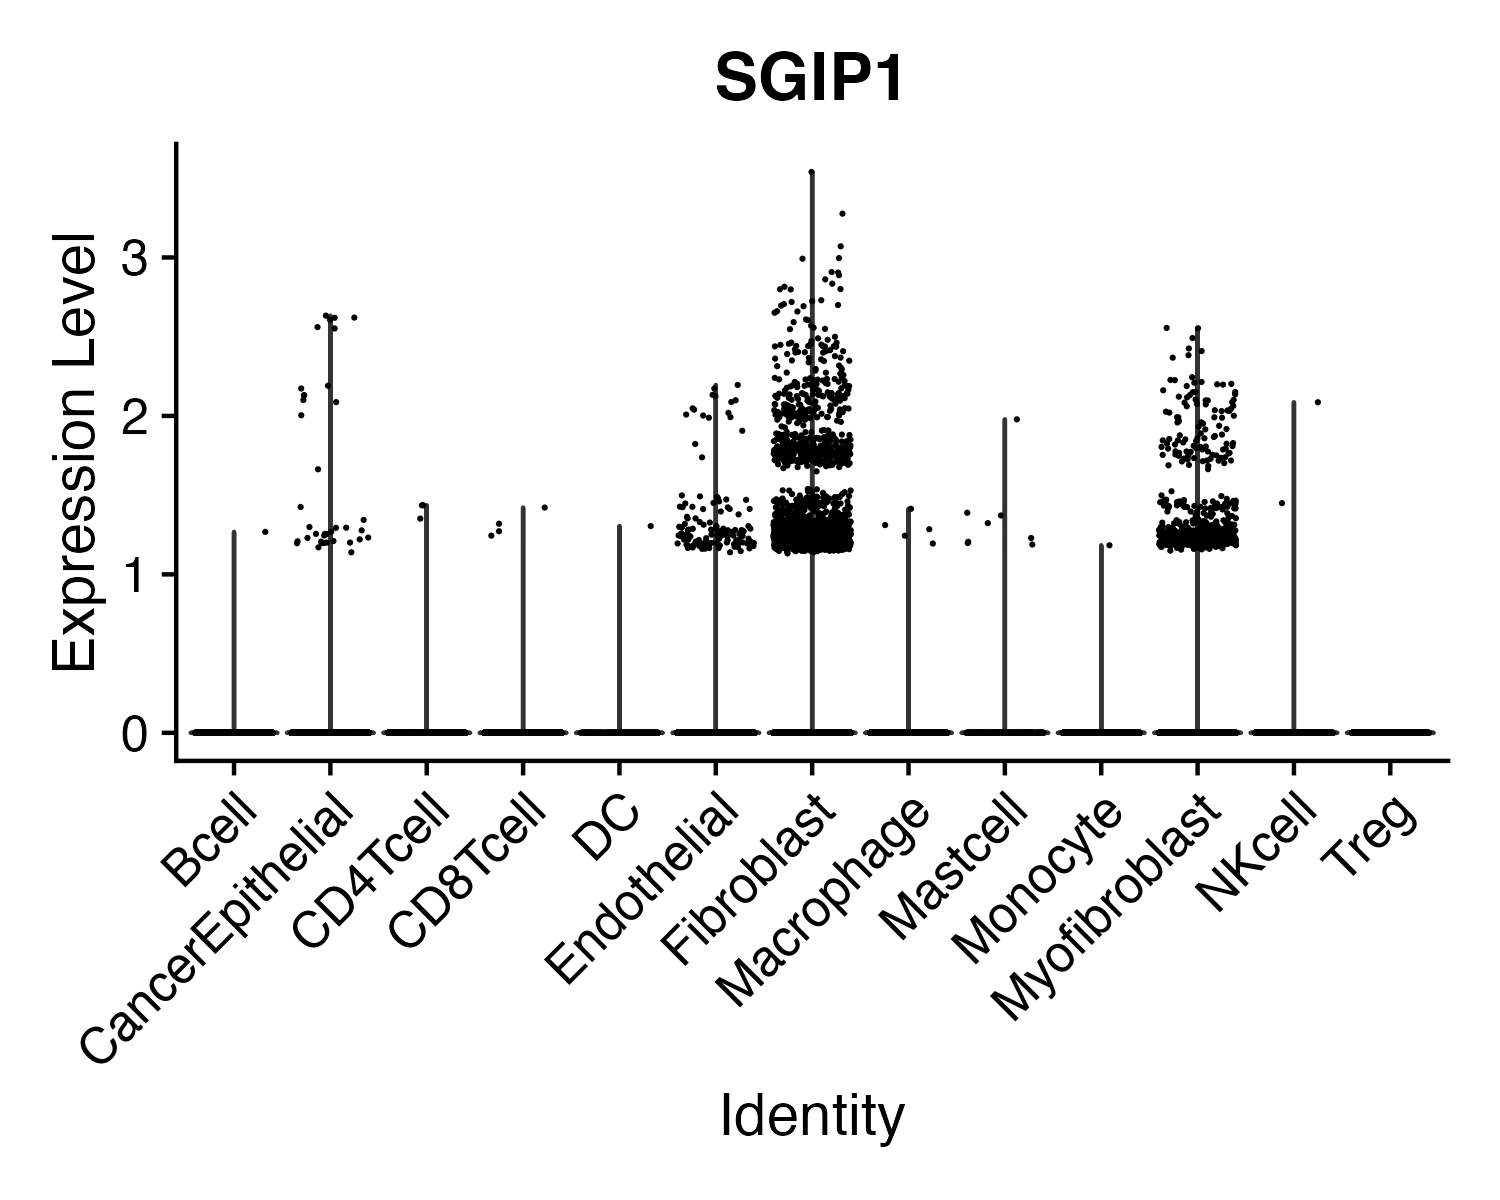 SGIP1
Expression Level
3
2
1
0
Bcell
CancerEpithelial
CD4Tcell
CD8Tcell
DC
Endothelial
Fibroblast
Macrophage
Mastcell
Monocyte
Myofibroblast
NKcell
Treg
Identity